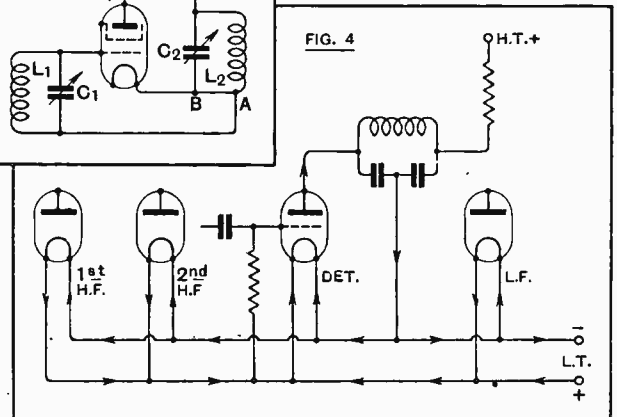 L1
C1
C2
L2
B
A
FIG. 4
H.T.+
1st
H.F.
2nd
H.F
DET.
L.F.
−
L.T.
+